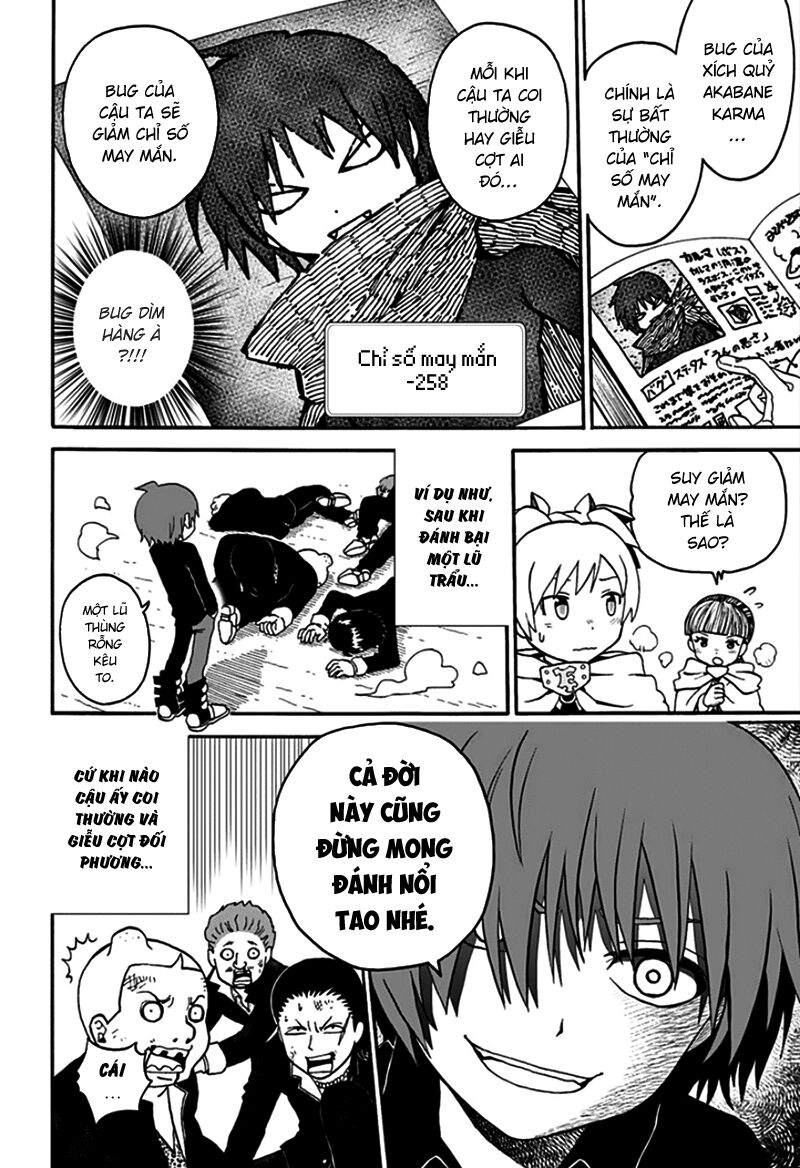 BUG CỦA
XÍCH QUỶ
AKABANE
KARMA
...
CHÍNH LÀ
SỰ BẤT
THƯỜNG
CỦA "CHỈ
SỐ MAY
MẮN".
MỖI KHI
CẬU TA COI
THƯỜNG
HAY GIỄU
CỢT AI
ĐÓ...
BUG CỦA
CẬU TA SẼ
GIẢM CHỈ SỐ
MAY MẮN.
BUG DÌM
HÀNG À
?!!!
Chỉ số may mắn
-258
SUY GIẢM
MAY MẮN?
THẾ LÀ
SAO?
VÍ DỤ NHƯ,
SAU KHI
ĐÁNH BẠI
MỘT LŨ
TRẨU...
MỘT LŨ
THÙNG
RỖNG
KÊU TO.
CẢ ĐỜI
NÀY CŨNG
ĐỪNG MONG
ĐÁNH NỔI
TAO NHÉ.
CỨ KHI NÀO
CẬU ẤY COI
THƯỜNG VÀ
GIỄU CỢT ĐỐI
PHƯƠNG...
CÁI
...